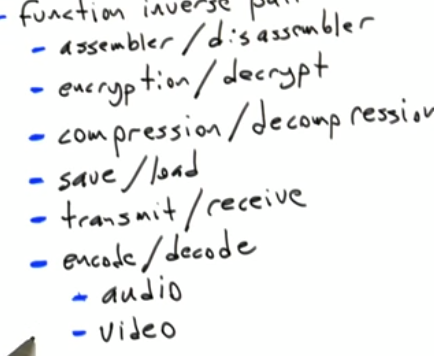 - function inverse
- assembler/disassembler
- encryption/decrypt
- compression/decompression
- save/load
- transmit/receive
- encode/decode
- audio
- video